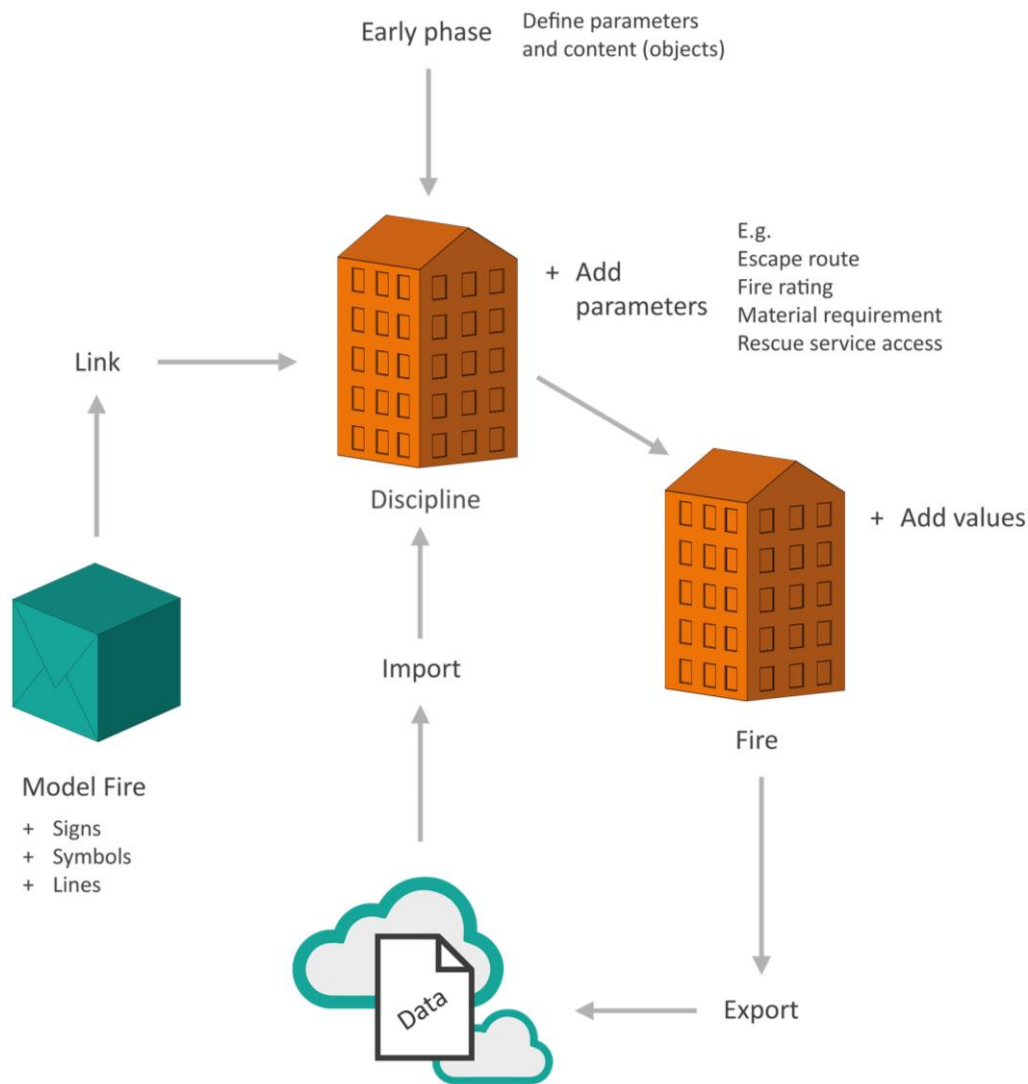 Early phase
Define parameters
and content (objects)
E.g.
Escape route
Fire rating
Material requirement
Rescue service access
+ Add
parameters
Link
Discipline
+ Add values
Import
Fire
Model Fire
+ Signs
+ Symbols
+ Lines
Data
Export